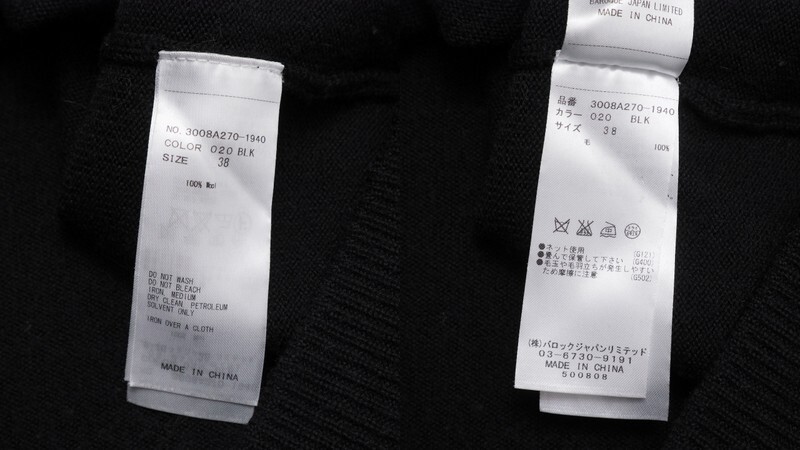 NO. 3008A270-1940
COLOR 020 BLK
SIZE 38
100% Wool
DO NOT WASH
DO NOT BLEACH
IRON, MEDIUM
DRY CLEAN, PETROLEUM
SOLVENT ONLY
IRON OVER A CLOTH
MADE IN CHINA
BAROQUE JAPAN LIMITED
MADE IN CHINA
品番 3008A270-1940
カラー 020 BLK
サイズ 38
毛 100%
●ネット使用 (G121)
●畳んで保管して下さい (G400)
●毛玉や毛羽立ちが発生しやすい
ため摩擦に注意 (G502)
(株)バロックジャパンリミテッド
03-6730-9191
MADE IN CHINA
500808